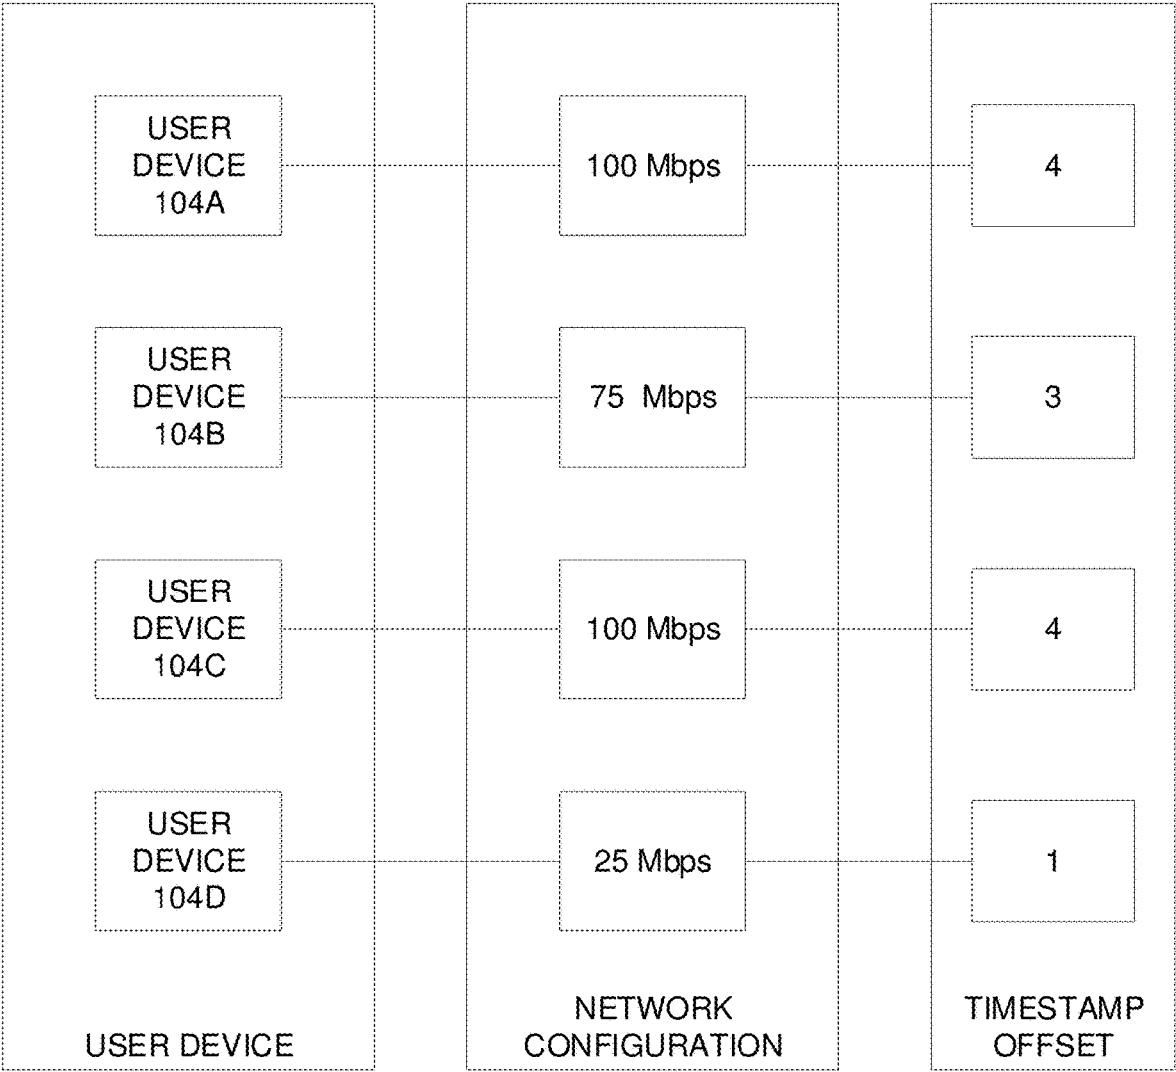 USER
DEVICE
104A
100 Mbps
4
USER
DEVICE
104B
75 Mbps
3
USER
DEVICE
104C
100 Mbps
4
USER
DEVICE
104D
25 Mbps
1
USER DEVICE
NETWORK
CONFIGURATION
TIMESTAMP
OFFSET